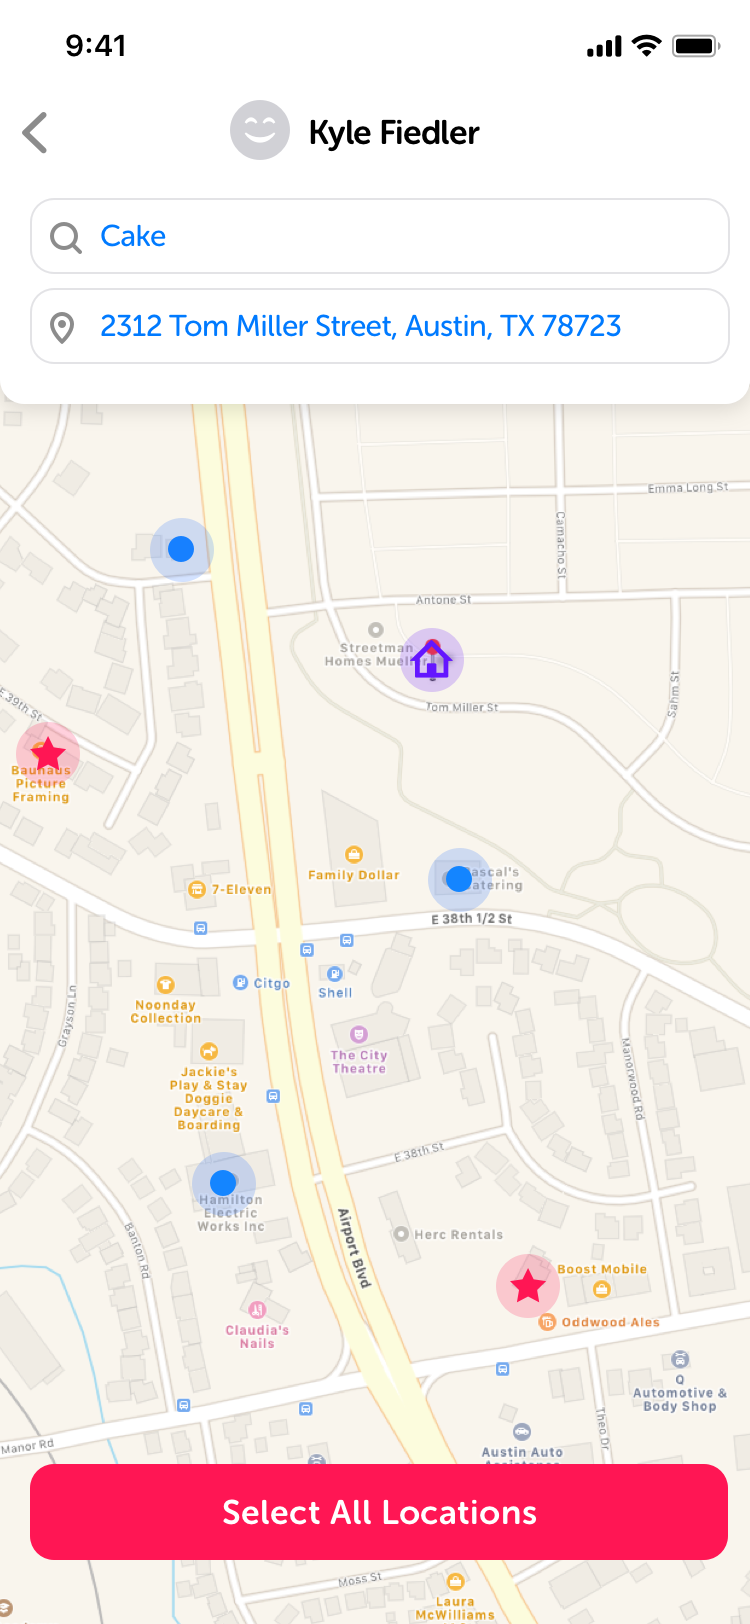 9:41
Kyle Fiedler
Cake
2312 Tom Miller Street, Austin, TX 78723
Emma Long St
Camacho St
Antone St
Streetman
Homes Mueller
Tom Miller St
Sahm St
E 39th St
Bauhaus
Picture
Framing
Family Dollar
7-Eleven
Catering
E 38th 1/2 St
Citgo
Shell
Noonday
Collection
Grayson Ln
The City
Theatre
Jackie's
Play & Stay
Doggie
Daycare &
Boarding
Manorwood Rd
E 38th St
Hamilton
Electric
Works Inc
Airport Blvd
Herc Rentals
Banton Rd
Boost Mobile
Oddwood Ales
Claudia's
Nails
Q
Automotive &
Body Shop
Theo Dr
Manor Rd
Austin Auto
Select All Locations
Moss St
Laura
McWilliams